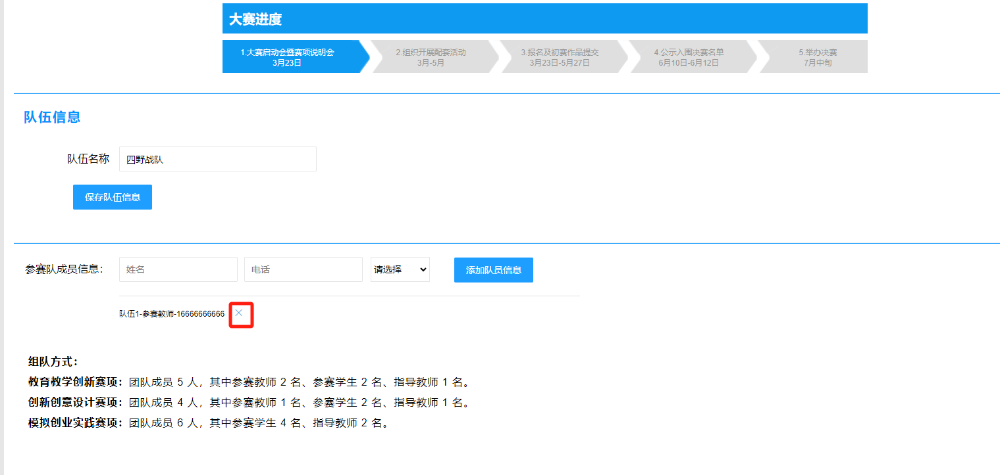 大赛进度
1.大赛启动会暨赛项说明会
3月23日
2.组织开展配套活动
3月-5月
3.报名及初赛作品提交
3月23日-5月27日
4.公示入围决赛名单
6月10日-6月12日
5.举办决赛
7月中旬
队伍信息
队伍名称 四野战队
保存队伍信息
参赛队成员信息： 姓名 电话 请选择 添加队员信息
队伍1-参赛教师-16666666666
组队方式：
教育教学创新赛项：团队成员 5 人，其中参赛教师 2 名、参赛学生 2 名、指导教师 1 名。
创新创意设计赛项：团队成员 4 人，其中参赛教师 1 名、参赛学生 2 名、指导教师 1 名。
模拟创业实践赛项：团队成员 6 人，其中参赛学生 4 名、指导教师 2 名。